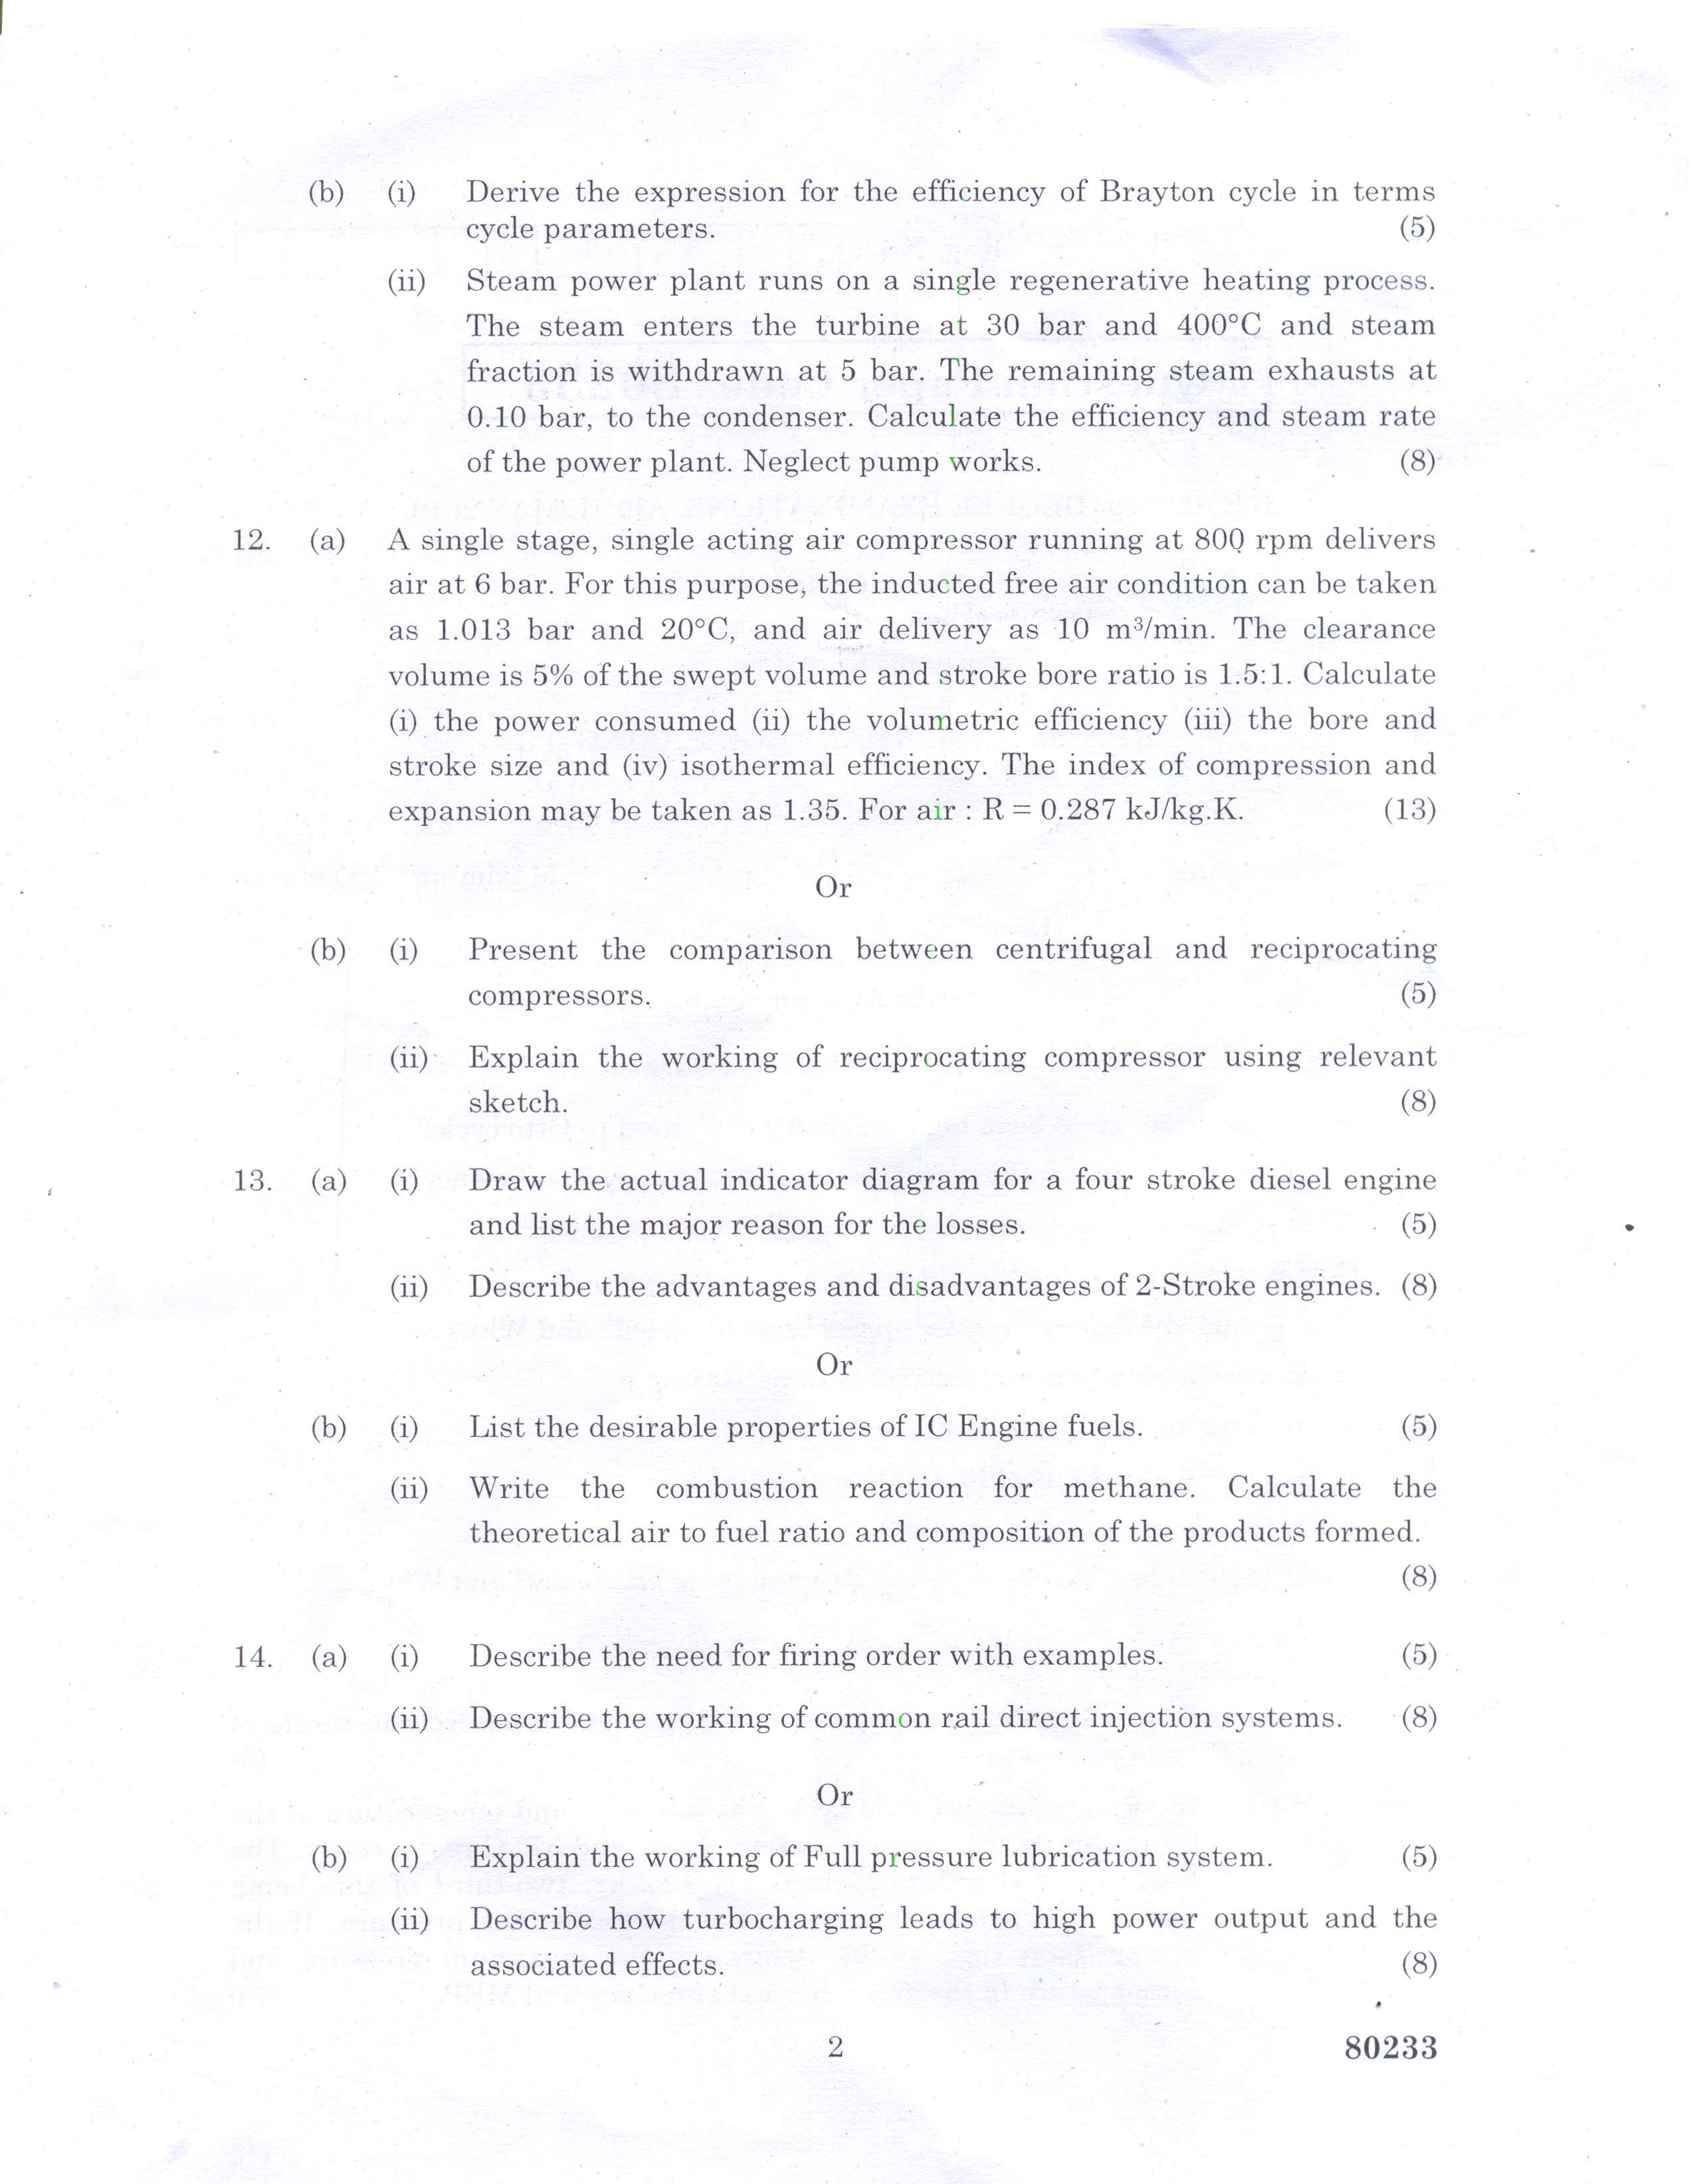 (b) (i) Derive the expression for the efficiency of Brayton cycle in terms
cycle parameters. (5)
(ii) Steam power plant runs on a single regenerative heating process.
The steam enters the turbine at 30 bar and 400°C and steam
fraction is withdrawn at 5 bar. The remaining steam exhausts at
0.10 bar, to the condenser. Calculate the efficiency and steam rate
of the power plant. Neglect pump works. (8)
12. (a) A single stage, single acting air compressor running at 800 rpm delivers
air at 6 bar. For this purpose, the inducted free air condition can be taken
as 1.013 bar and 20°C, and air delivery as 10 m³/min. The clearance
volume is 5% of the swept volume and stroke bore ratio is 1.5:1. Calculate
(i) the power consumed (ii) the volumetric efficiency (iii) the bore and
stroke size and (iv) isothermal efficiency. The index of compression and
expansion may be taken as 1.35. For air : R = 0.287 kJ/kg.K. (13)
Or
(b) (i) Present the comparison between centrifugal and reciprocating
compressors. (5)
(ii) Explain the working of reciprocating compressor using relevant
sketch. (8)
13. (a) (i) Draw the actual indicator diagram for a four stroke diesel engine
and list the major reason for the losses. (5)
(ii) Describe the advantages and disadvantages of 2-Stroke engines. (8)
Or
(b) (i) List the desirable properties of IC Engine fuels. (5)
(ii) Write the combustion reaction for methane. Calculate the
theoretical air to fuel ratio and composition of the products formed.
(8)
14. (a) (i) Describe the need for firing order with examples. (5)
(ii) Describe the working of common rail direct injection systems. (8)
Or
(b) (i) Explain the working of Full pressure lubrication system. (5)
(ii) Describe how turbocharging leads to high power output and the
associated effects. (8)
2 80233